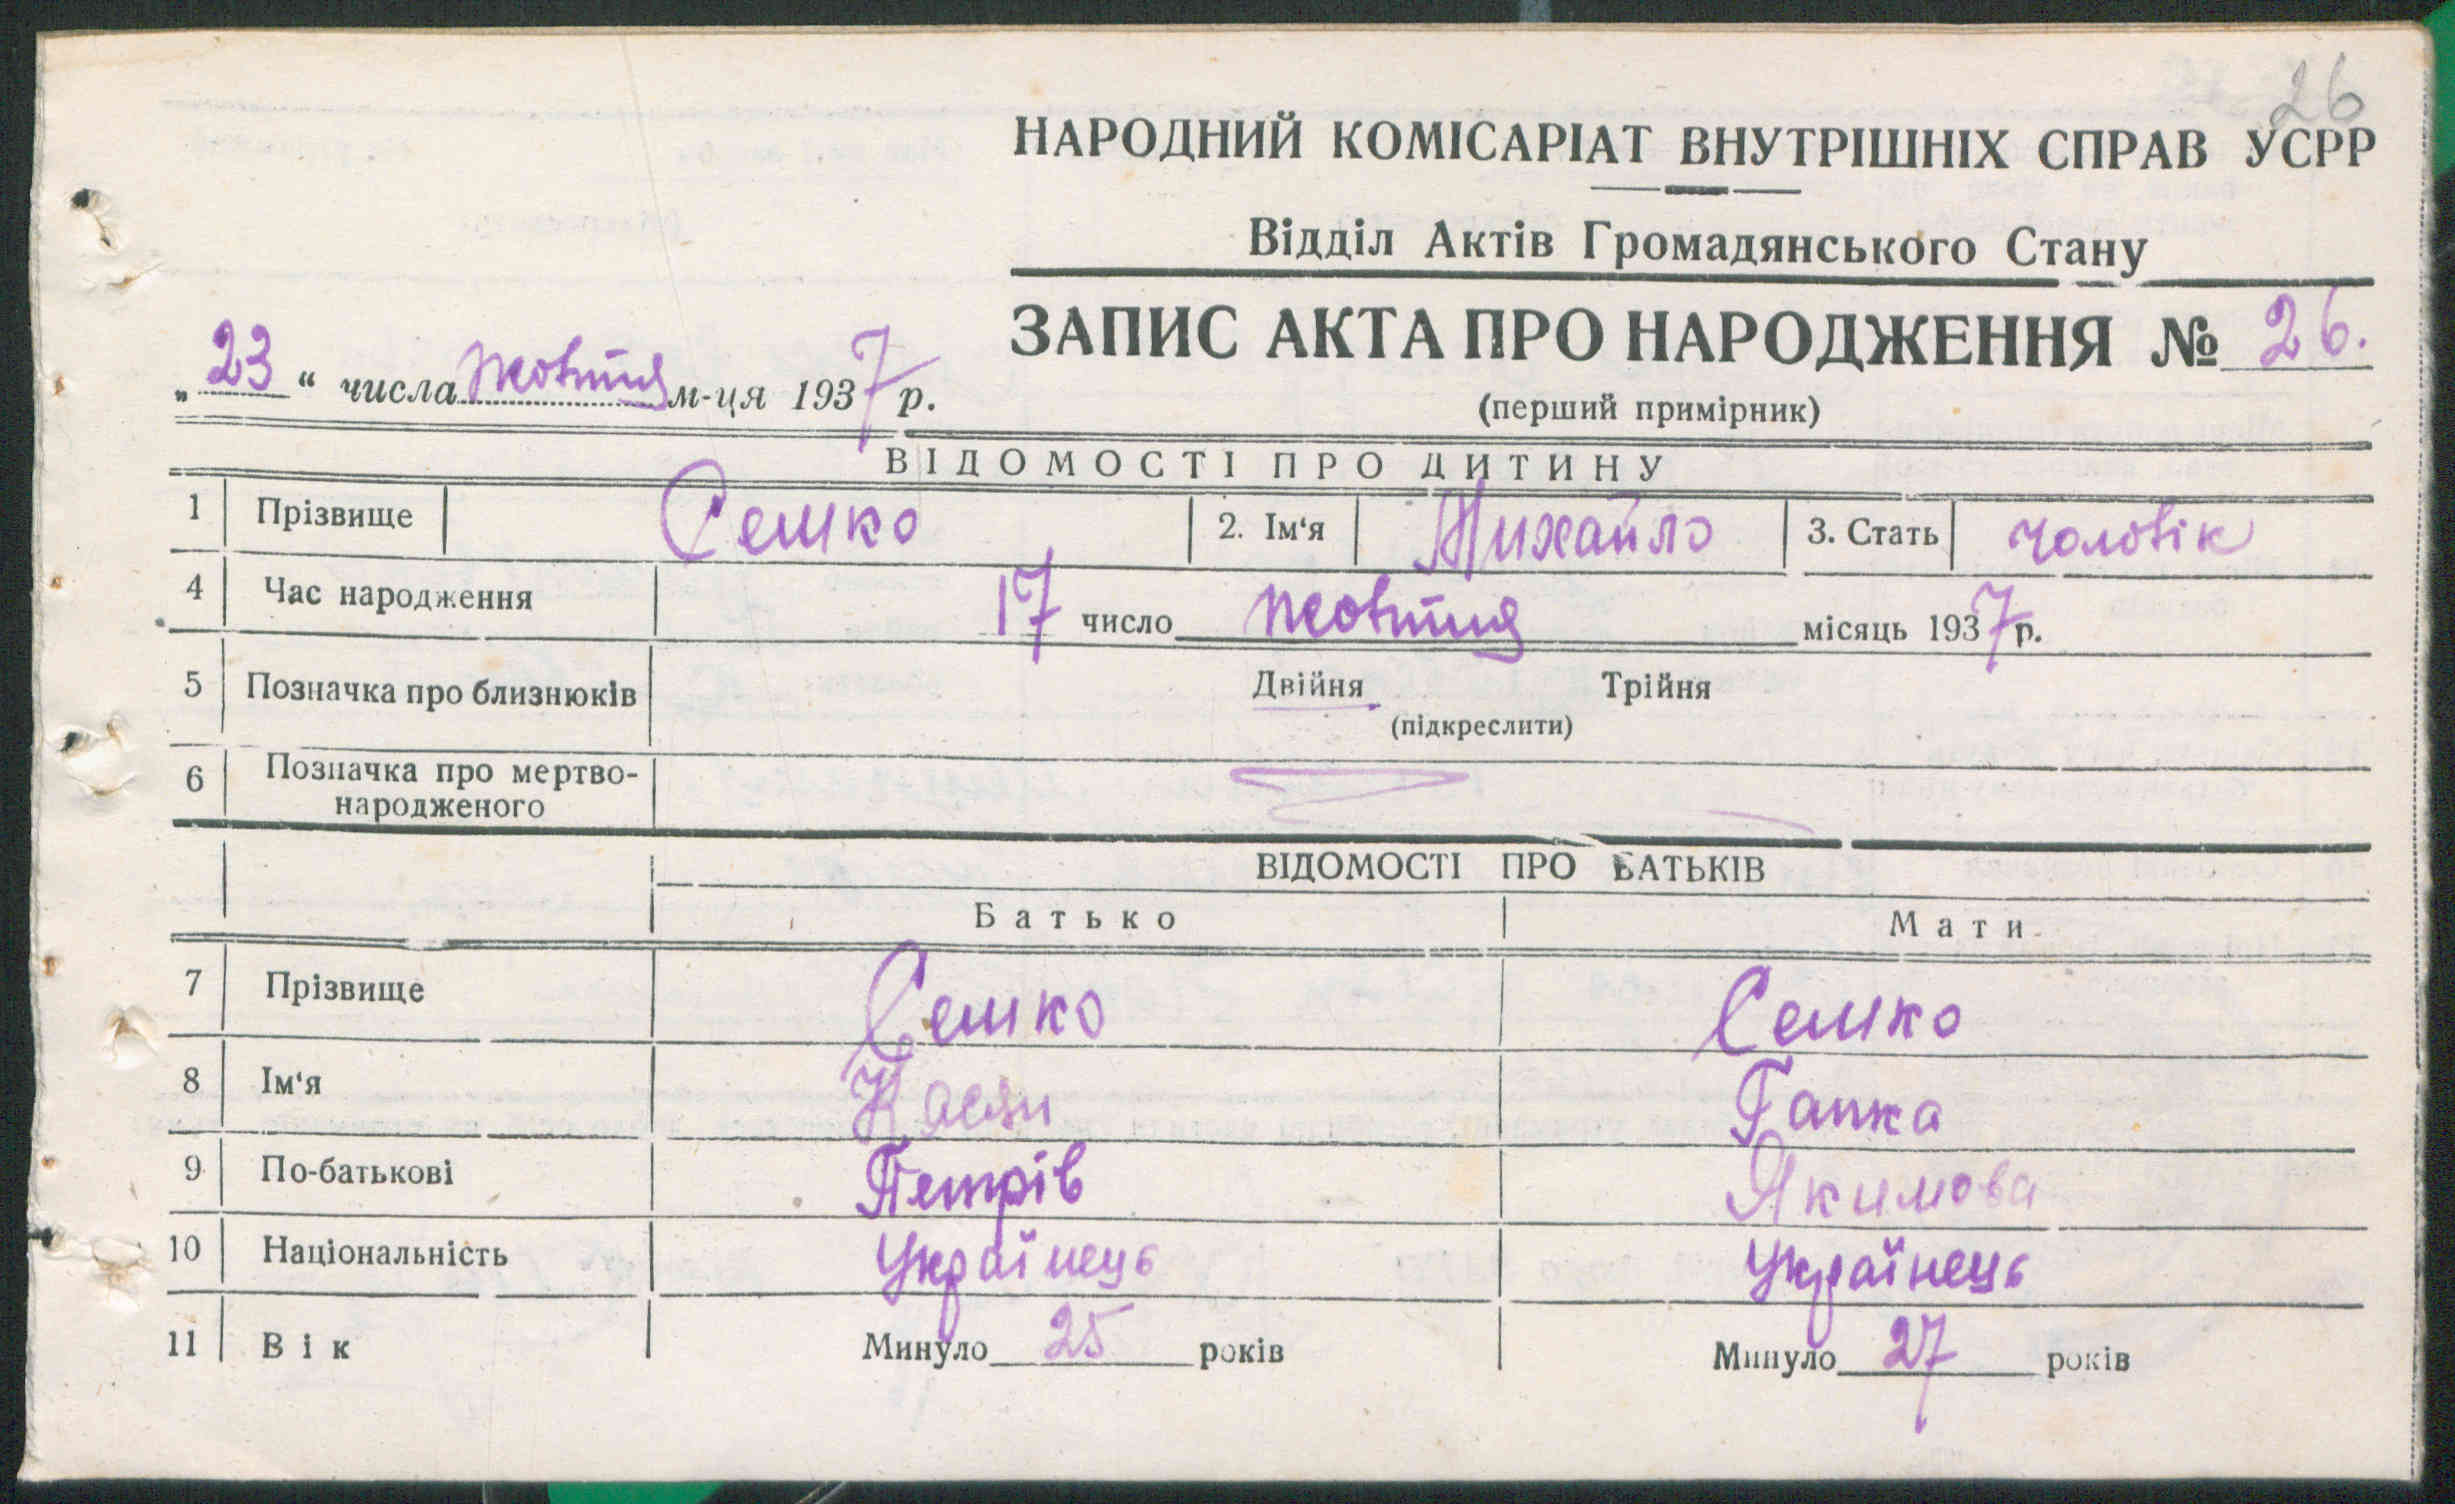 26
НАРОДНИЙ КОМІСАРІАТ ВНУТРІШНІХ СПРАВ УСРР
Відділ Актів Громадянського Стану
ЗАПИС АКТА ПРО НАРОДЖЕННЯ № 26.
„23“ числа жовтня м-ця 1937 р.
(перший примірник)
ВІДОМОСТІ ПРО ДИТИНУ
1 Прізвище Сешко 2. Ім'я Михайло 3. Стать чоловік
4 Час народження 17 число жовтня місяць 1937 р.
5 Позначка про близнюків Двійня Трійня
(підкреслити)
6 Позначка про мертво-
народженого
ВІДОМОСТІ ПРО БАТЬКІВ
Батько Мати
7 Прізвище Сешко Сешко
8 Ім'я Касян Гапка
9 По-батькові Петрів Якимова
10 Національність Українець Українець
11 Вік Минуло 25 років Минуло 27 років